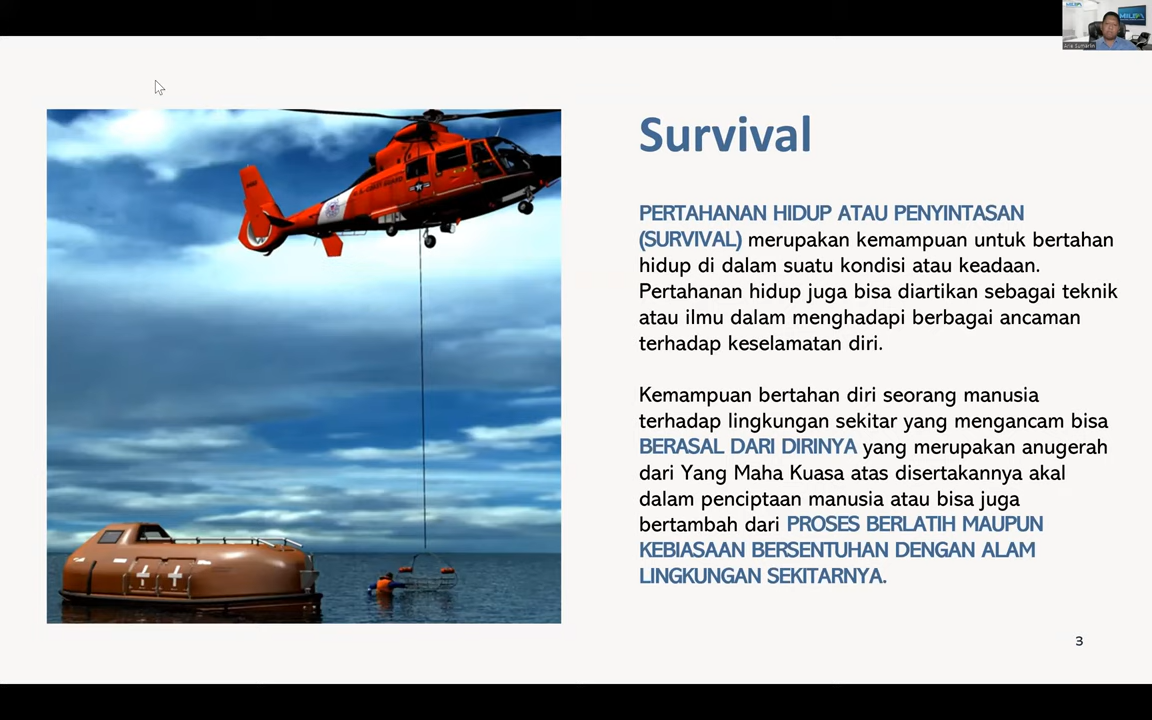 Survival
PERTAHANAN HIDUP ATAU PENYINTASAN
(SURVIVAL) merupakan kemampuan untuk bertahan
hidup di dalam suatu kondisi atau keadaan.
Pertahanan hidup juga bisa diartikan sebagai teknik
atau ilmu dalam menghadapi berbagai ancaman
terhadap keselamatan diri.
Kemampuan bertahan diri seorang manusia
terhadap lingkungan sekitar yang mengancam bisa
BERASAL DARI DIRINYA yang merupakan anugerah
dari Yang Maha Kuasa atas disertakannya akal
dalam penciptaan manusia atau bisa juga
bertambah dari PROSES BERLATIH MAUPUN
KEBIASAAN BERSENTUHAN DENGAN ALAM
LINGKUNGAN SEKITARNYA.
3